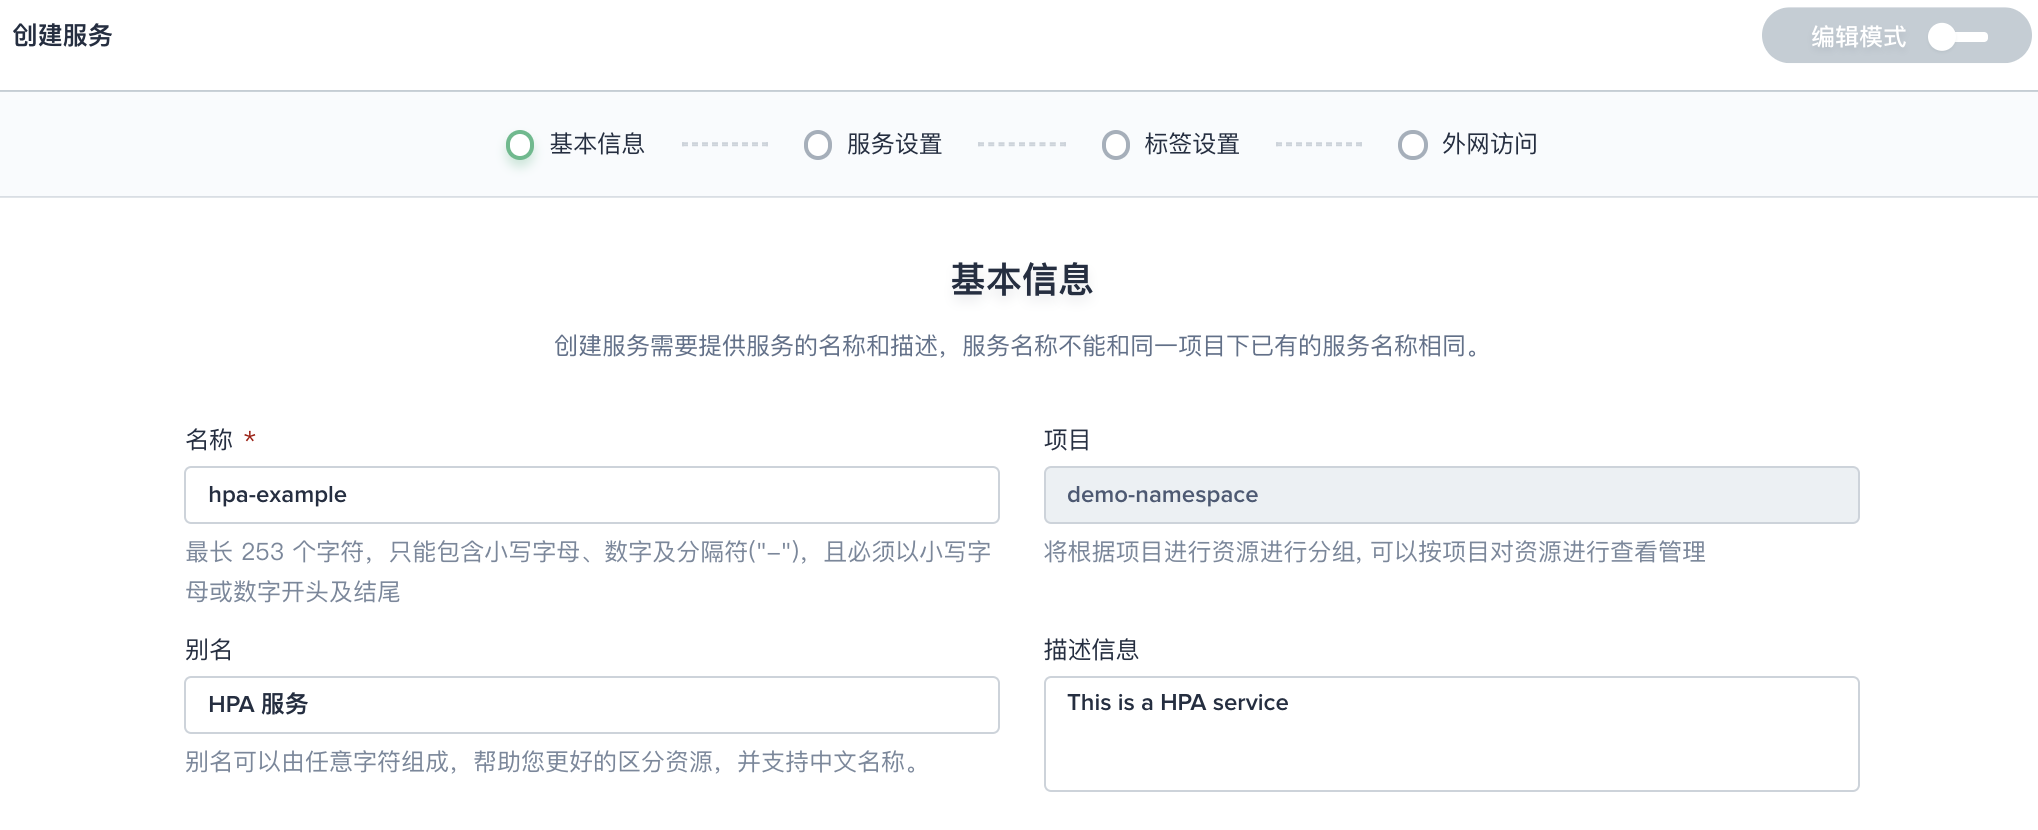 创建服务
编辑模式
基本信息
服务设置
标签设置
外网访问
基本信息
创建服务需要提供服务的名称和描述，服务名称不能和同一项目下已有的服务名称相同。
名称 *
项目
hpa-example
demo-namespace
最长 253 个字符，只能包含小写字母、数字及分隔符("-")，且必须以小写字
母或数字开头及结尾
将根据项目进行资源进行分组, 可以按项目对资源进行查看管理
别名
描述信息
HPA 服务
This is a HPA service
别名可以由任意字符组成，帮助您更好的区分资源，并支持中文名称。